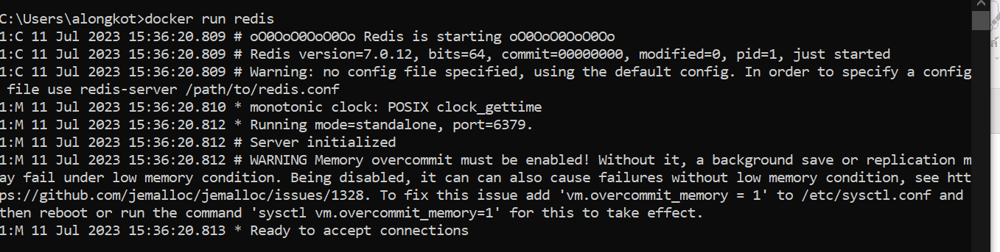 C:\Users\alongkot>docker run redis
1:C 11 Jul 2023 15:36:20.809 # oO0OoO0OoO0Oo Redis is starting oO0OoO0OoO0Oo
1:C 11 Jul 2023 15:36:20.809 # Redis version=7.0.12, bits=64, commit=00000000, modified=0, pid=1, just started
1:C 11 Jul 2023 15:36:20.809 # Warning: no config file specified, using the default config. In order to specify a config
 file use redis-server /path/to/redis.conf
1:M 11 Jul 2023 15:36:20.810 * monotonic clock: POSIX clock_gettime
1:M 11 Jul 2023 15:36:20.812 * Running mode=standalone, port=6379.
1:M 11 Jul 2023 15:36:20.812 # Server initialized
1:M 11 Jul 2023 15:36:20.812 # WARNING Memory overcommit must be enabled! Without it, a background save or replication m
ay fail under low memory condition. Being disabled, it can can also cause failures without low memory condition, see htt
ps://github.com/jemalloc/jemalloc/issues/1328. To fix this issue add 'vm.overcommit_memory = 1' to /etc/sysctl.conf and
then reboot or run the command 'sysctl vm.overcommit_memory=1' for this to take effect.
1:M 11 Jul 2023 15:36:20.813 * Ready to accept connections